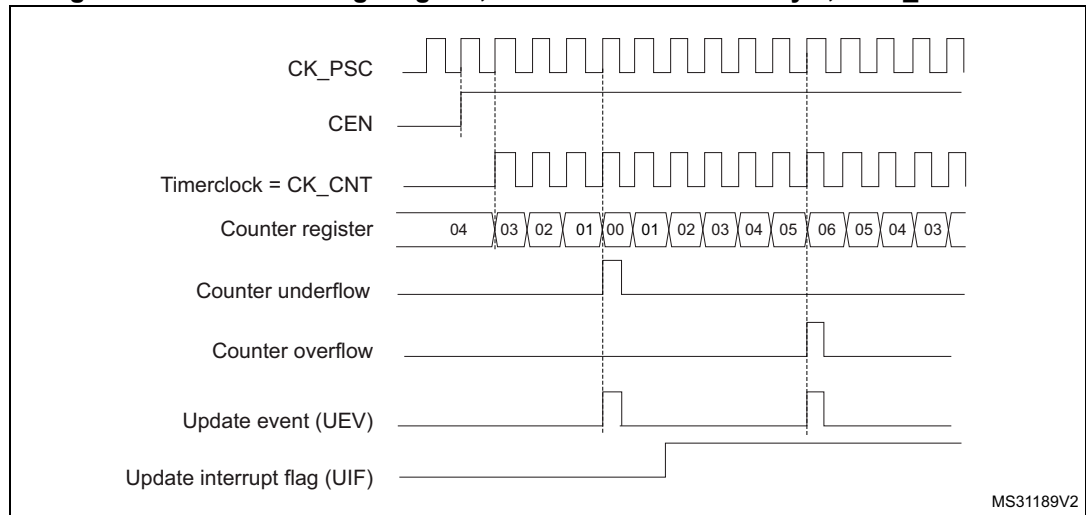 CK_PSC
CEN
Timerclock = CK_CNT
Counter register 04 03 02 01 00 01 02 03 04 05 06 05 04 03
Counter underflow
Counter overflow
Update event (UEV)
Update interrupt flag (UIF)
MS31189V2